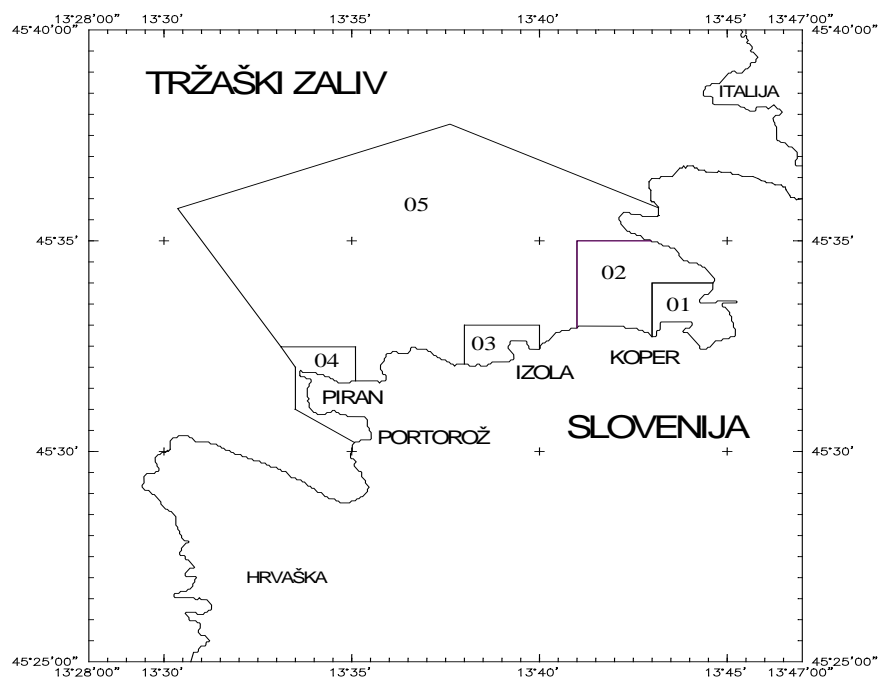 13°28'00" 13°30' 13°35' 13°40' 13°45' 13°47'00"
45°40'00" 45°40'00"
TRŽAŠKI ZALIV
ITALIJA
05
45°35' 45°35'
02
01
03
04
KOPER
IZOLA
PIRAN
SLOVENIJA
PORTOROŽ
45°30' 45°30'
HRVAŠKA
45°25'00" 45°25'00"
13°28'00" 13°30' 13°35' 13°40' 13°45' 13°47'00"